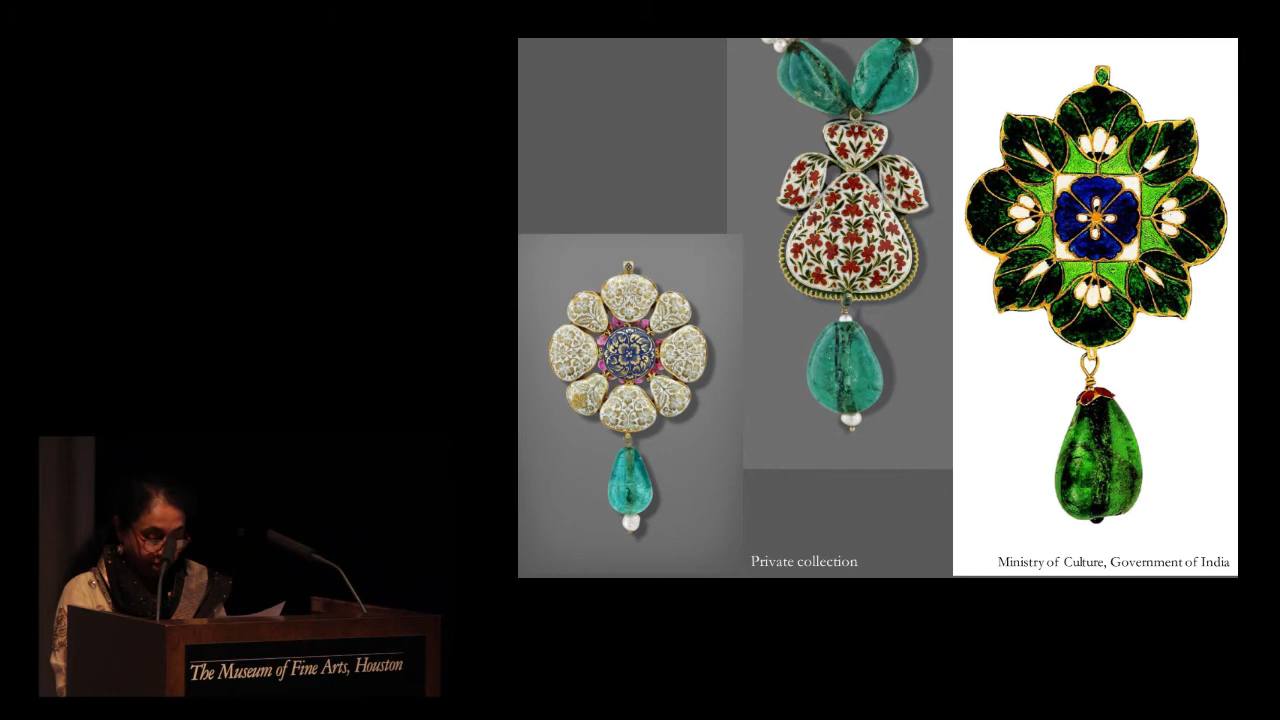 Private collection
Ministry of Culture, Government of India
The Museum of Fine Arts, Houston